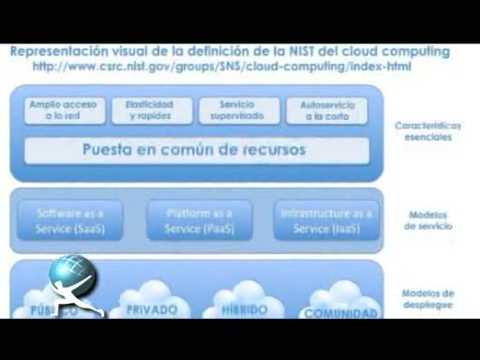 Representación visual de la definición de la NIST del cloud computing
http://www.csrc.nist.gov/groups/SNS/cloud-computing/index-html
Amplio acceso
a la red
Elasticidad
y rapidez
Servicio
supervisado
Autoservicio
a la carta
Características
esenciales
Puesta en común de recursos
Software as a
Service (SaaS)
Platform as a
Service (PaaS)
Infrastructure as a
Service (IaaS)
Modelos
de servicio
PÚBLICO
PRIVADO
HÍBRIDO
COMUNIDAD
Modelos de
despliegue